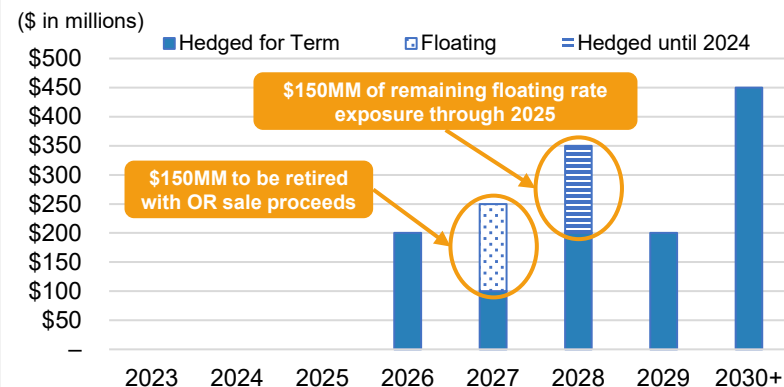 ($ in millions)
Hedged for Term Floating Hedged until 2024
$500
$450
$400
$350
$300
$250
$200
$150
$100
$50
–
$150MM of remaining floating rate
exposure through 2025
$150MM to be retired
with OR sale proceeds
2023 2024 2025 2026 2027 2028 2029 2030+